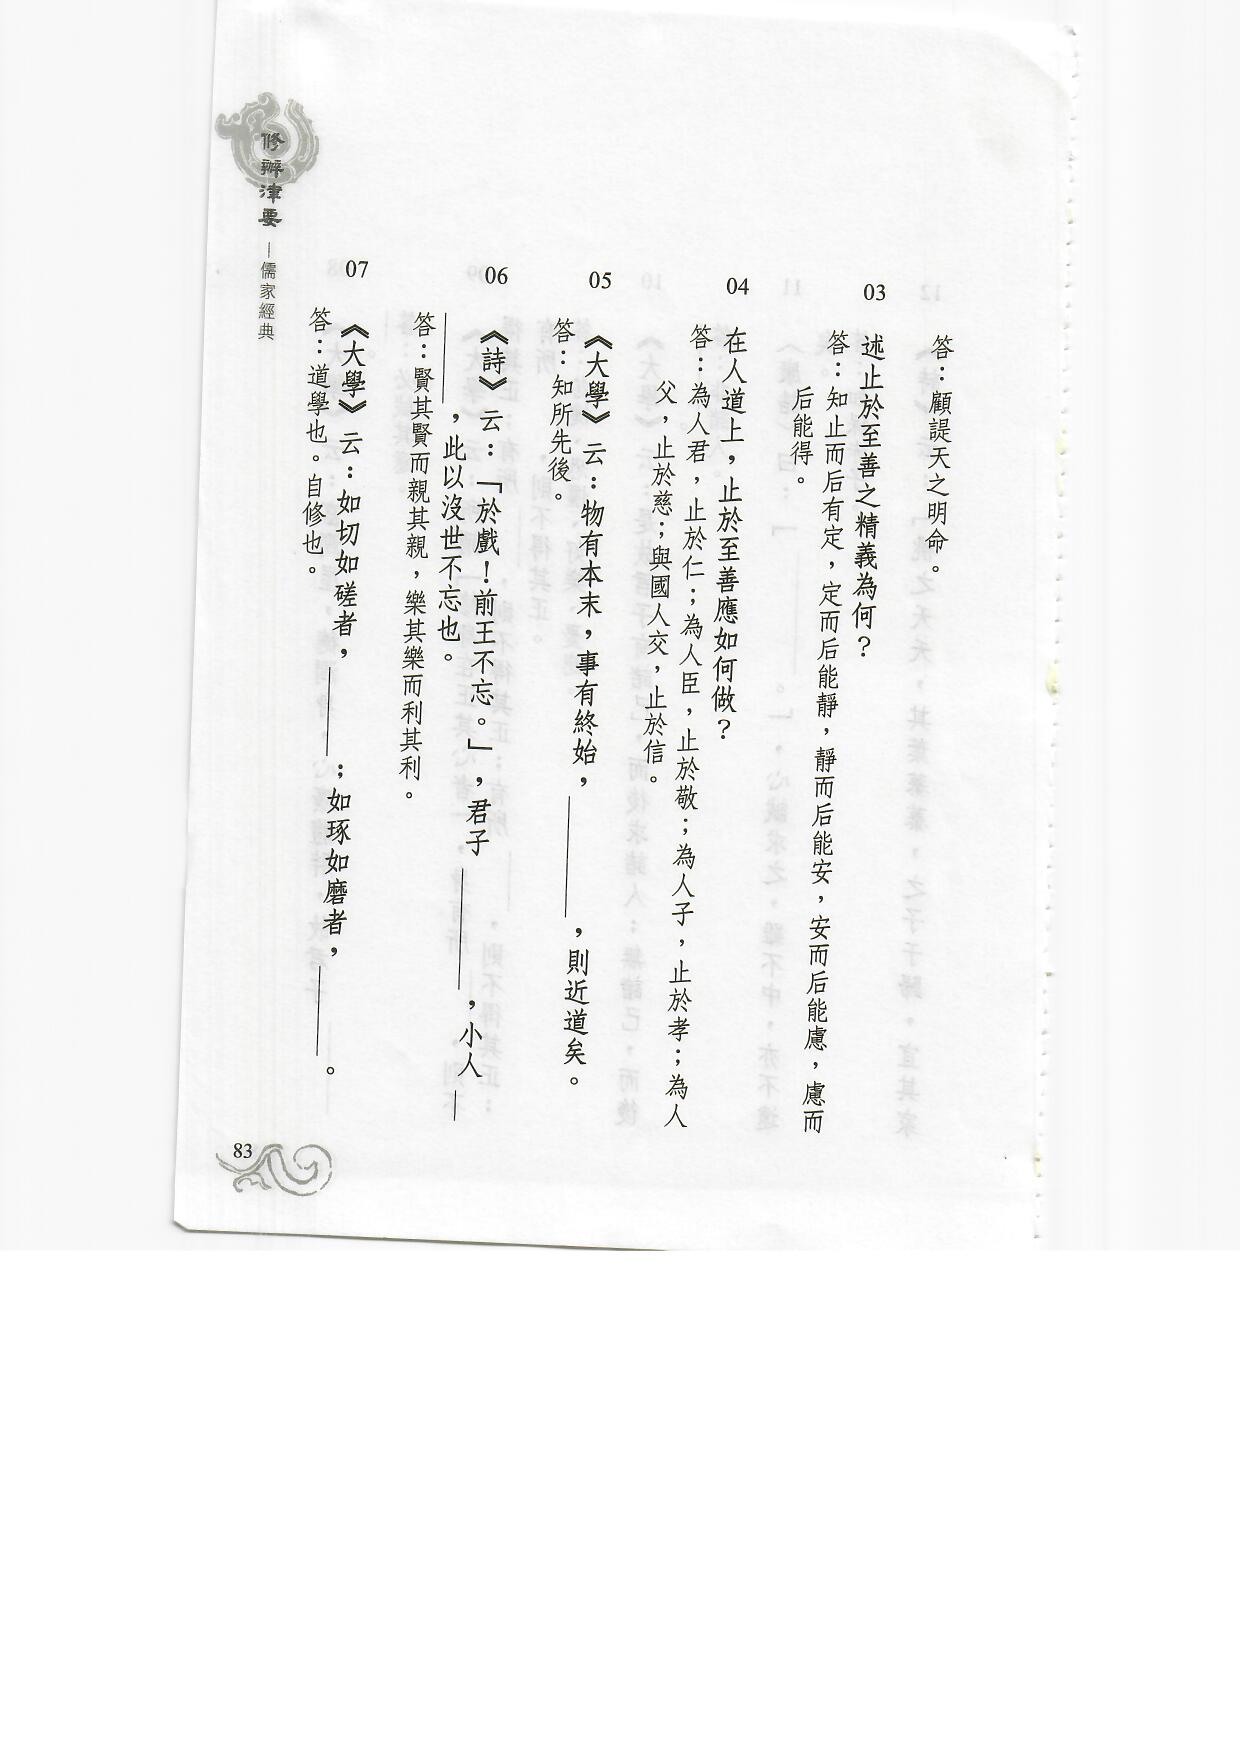 答：顧諟天之明命。
03 述止於至善之精義為何？
答：知止而后有定，定而后能靜，靜而后能安，安而后能慮，慮而
后能得。
04 在人道上，止於至善應如何做？
答：為人君，止於仁；為人臣，止於敬；為人子，止於孝；為人
父，止於慈；與國人交，止於信。
05 《大學》云：物有本末，事有終始，＿＿＿＿，則近道矣。
答：知所先後。
06 《詩》云：「於戲！前王不忘。」，君子＿＿＿＿，小人＿
＿＿＿，此以沒世不忘也。
答：賢其賢而親其親，樂其樂而利其利。
07 《大學》云：如切如磋者，＿＿＿；如琢如磨者，＿＿＿。
答：道學也。自修也。
修辦津要—儒家經典
83